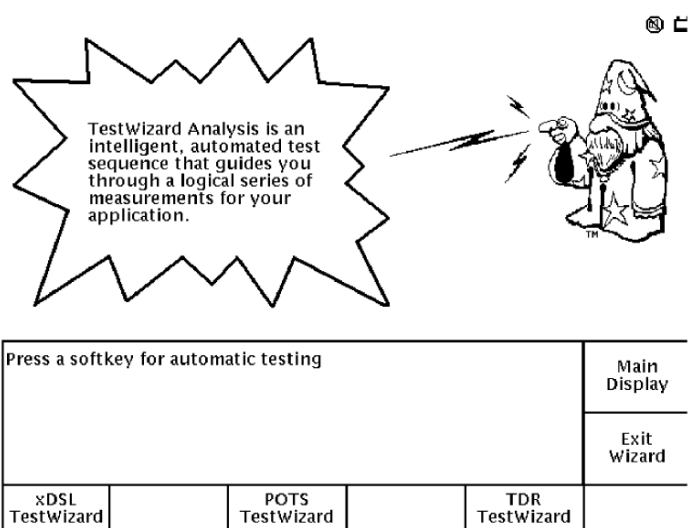 TestWizard Analysis is an
intelligent, automated test
sequence that guides you
through a logical series of
measurements for your
application.
TM
Press a softkey for automatic testing
Main
Display
Exit
Wizard
xDSL
TestWizard
POTS
TestWizard
TDR
TestWizard